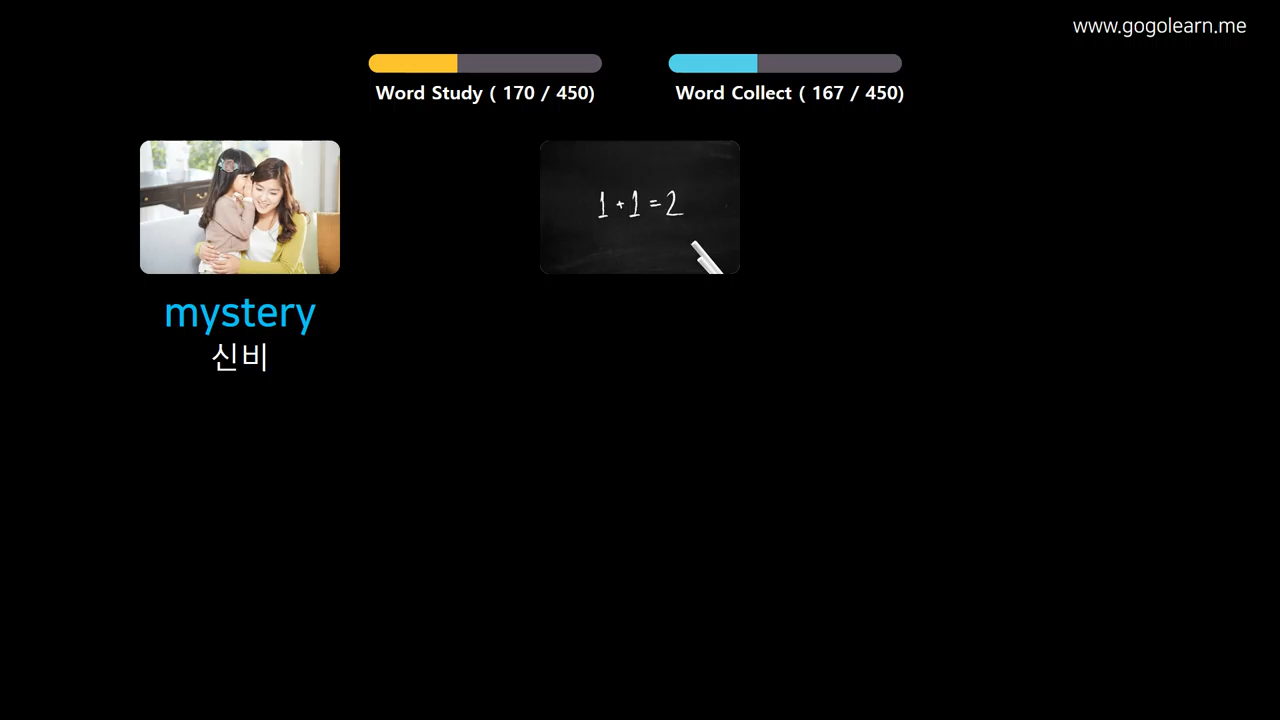 www.gogolearn.me
Word Study ( 170 / 450)
Word Collect ( 167 / 450)
1+1=2
mystery
신비